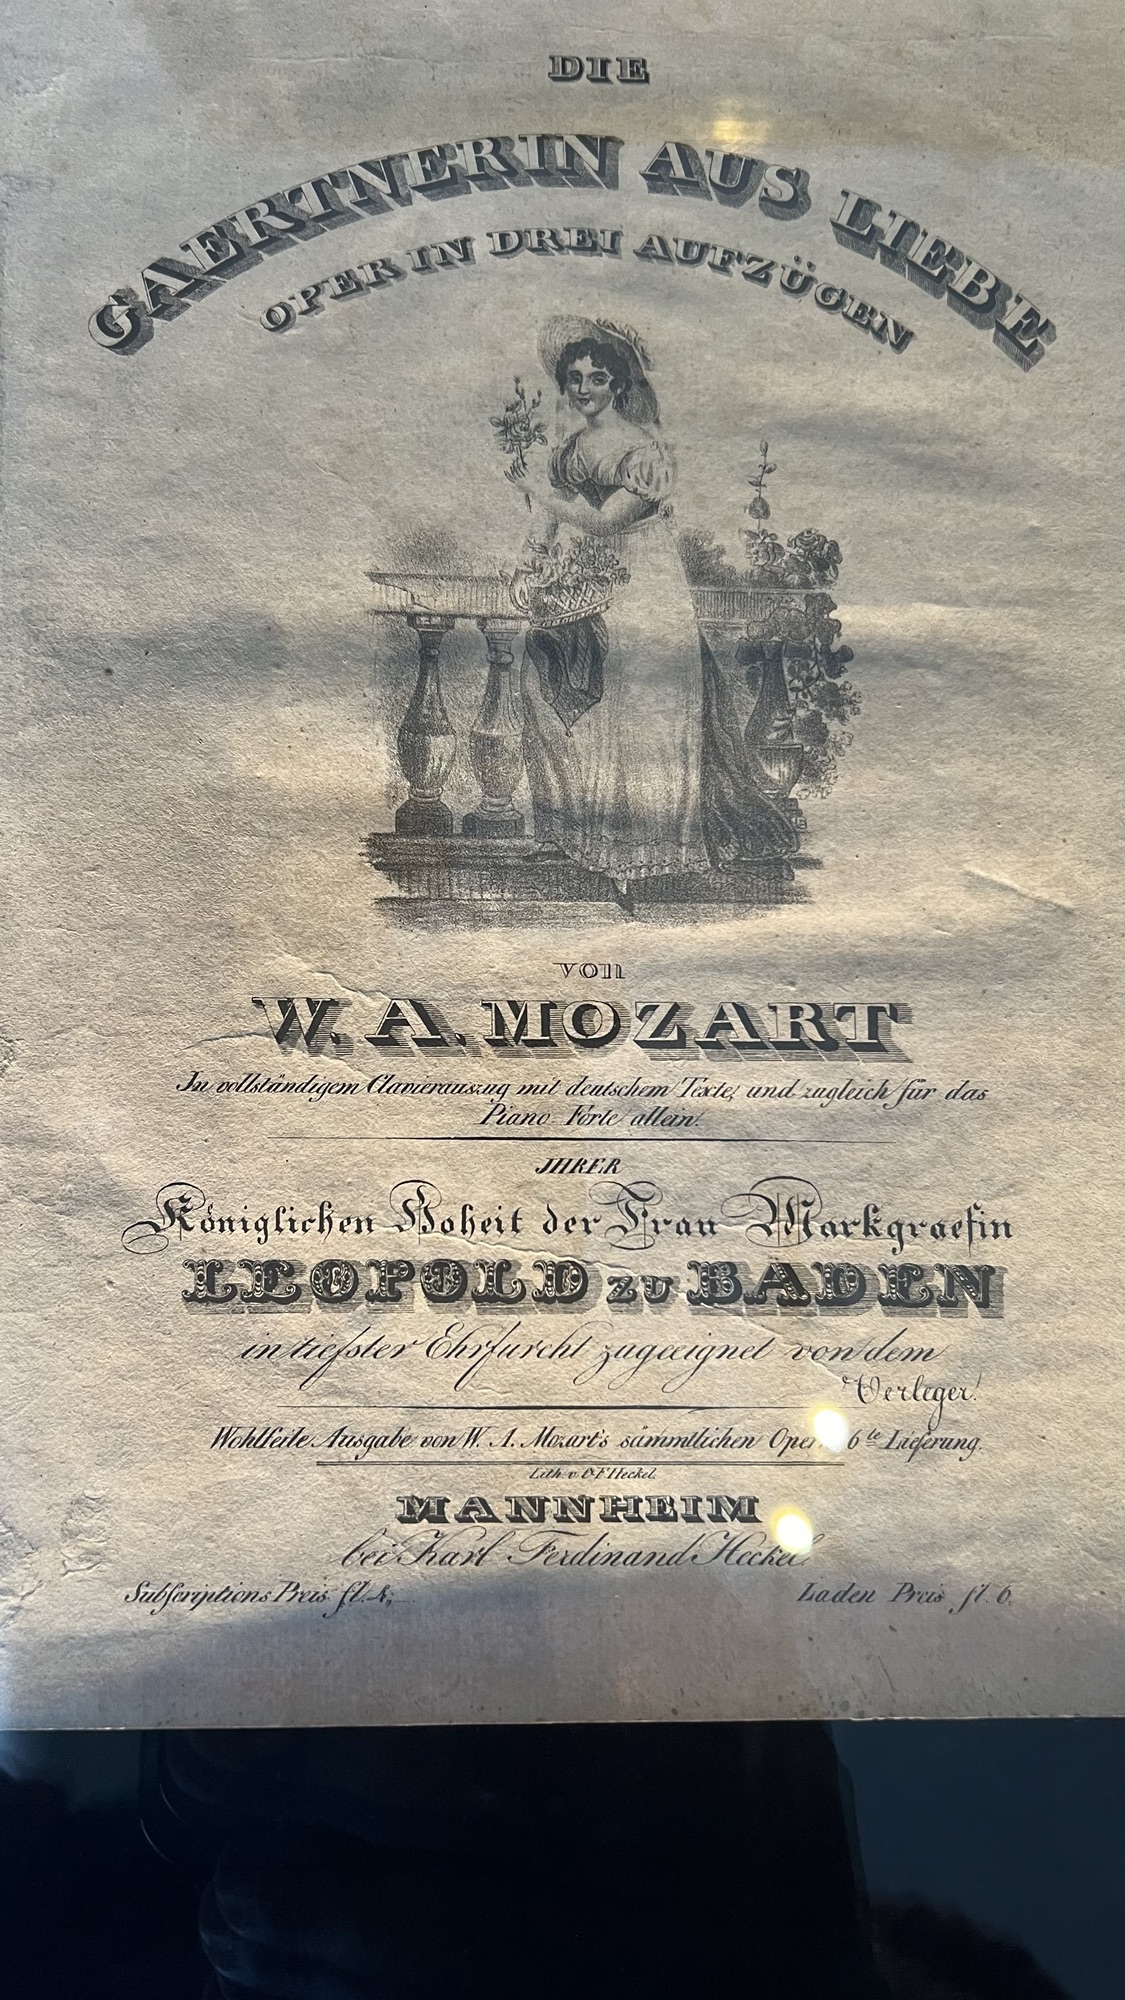 DIE
GAERTNERIN AUS LIEBE
OPER IN DREI AUFZÜGEN
von
W. A. MOZART
In vollständigem Clavierauszug mit deutschem Texte, und zugleich für das
Piano-Forte allein.
IHRER
Königlichen Hoheit der Frau Markgraefin
LEOPOLD ZU BADEN
in tiefster Ehrfurcht zugeeignet von dem
Verleger.
Wohlfeile Ausgabe von W. A. Mozart's sämmtlichen 6te Lieferung.
Lith. v. Heckel.
MANNHEIM
bei Karl Ferdinand Heckel.
Subscriptions Preis fl. 4,,
Laden Preis fl. 6.